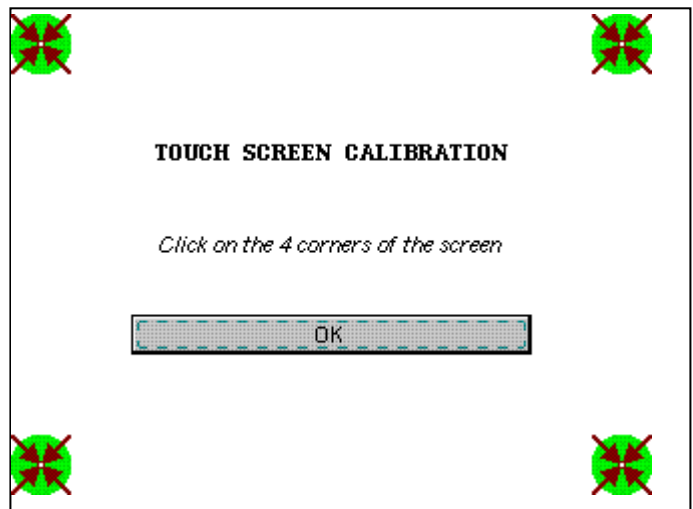 TOUCH SCREEN CALIBRATION
Click on the 4 corners of the screen
OK